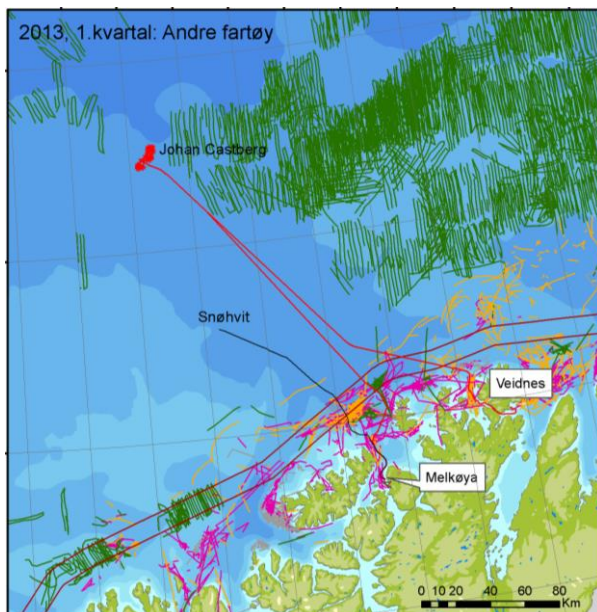 2013, 1.kvartal: Andre fartøy
Johan Castberg
Snøhvit
Veidnes
Melkøya
0 10 20 40 60 80
Km